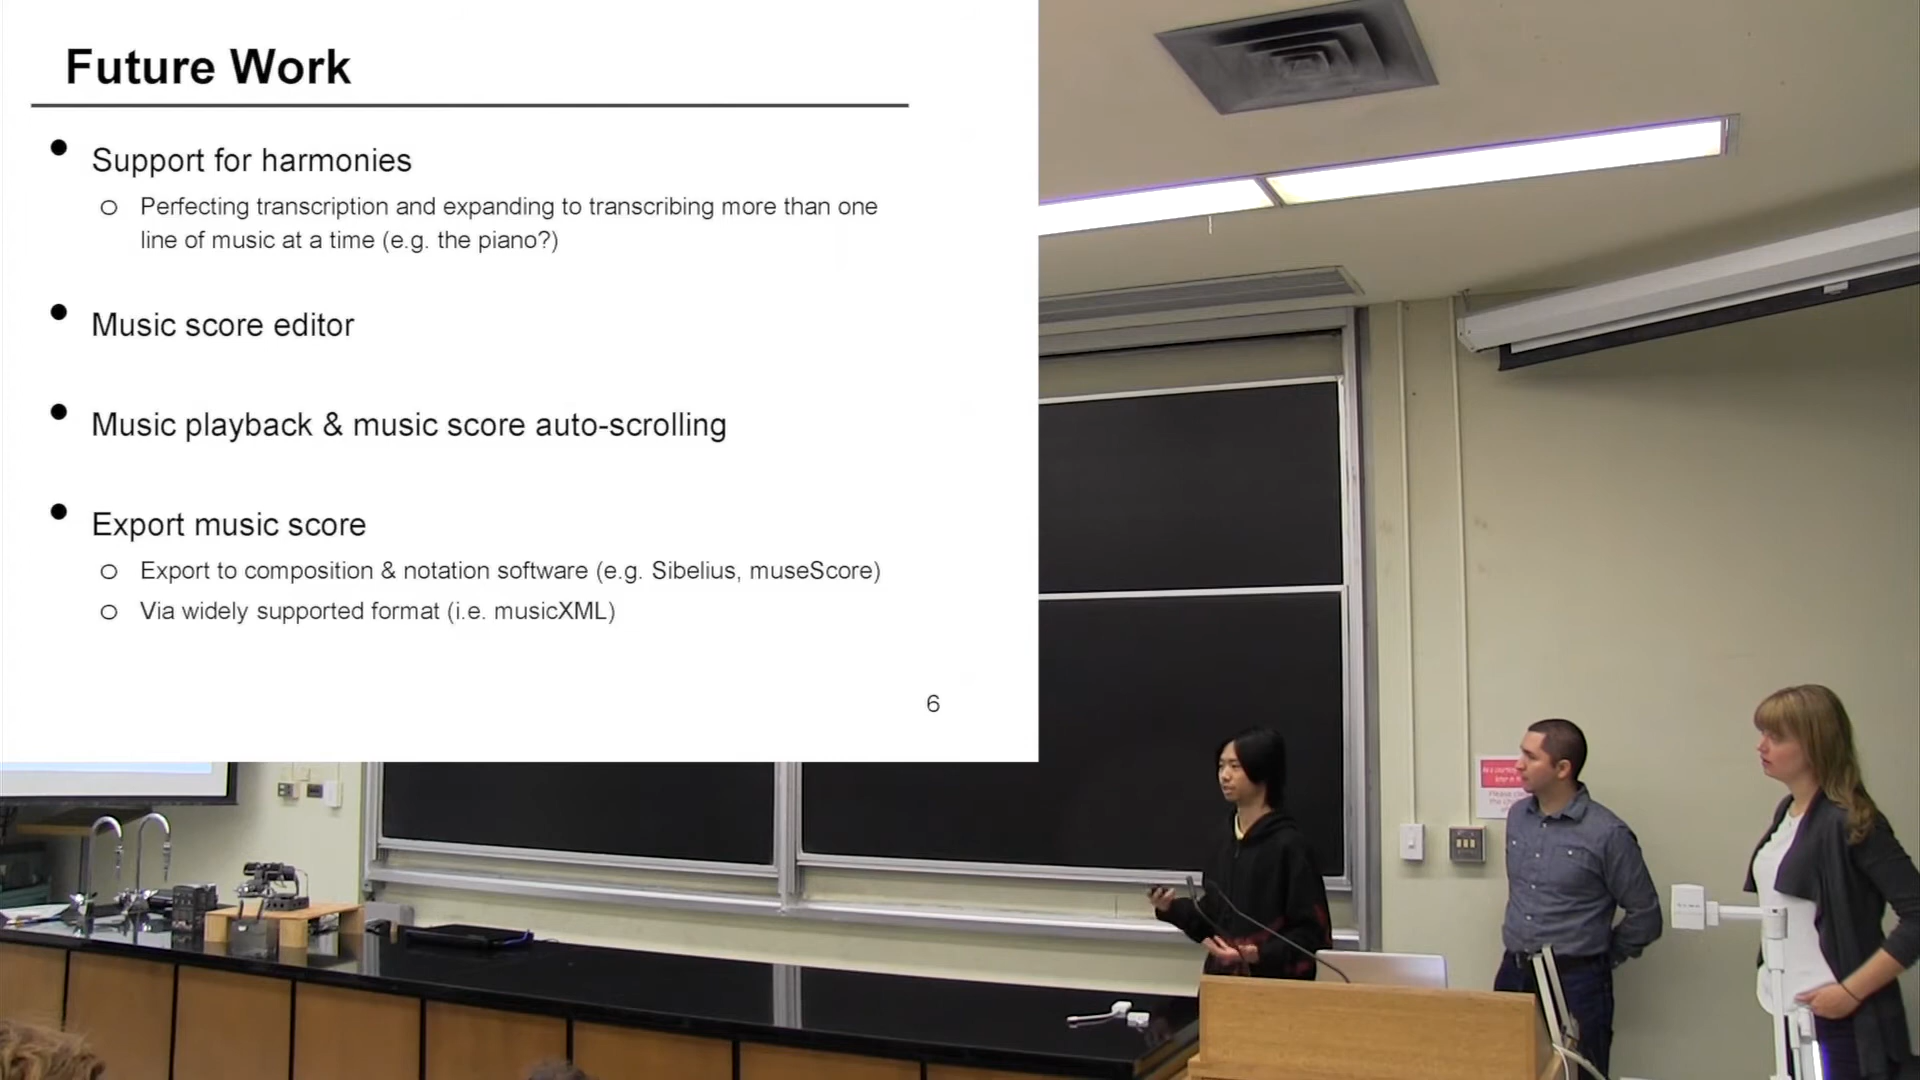 Future Work
• Support for harmonies
o Perfecting transcription and expanding to transcribing more than one
line of music at a time (e.g. the piano?)
• Music score editor
• Music playback & music score auto-scrolling
• Export music score
o Export to composition & notation software (e.g. Sibelius, museScore)
o Via widely supported format (i.e. musicXML)
6